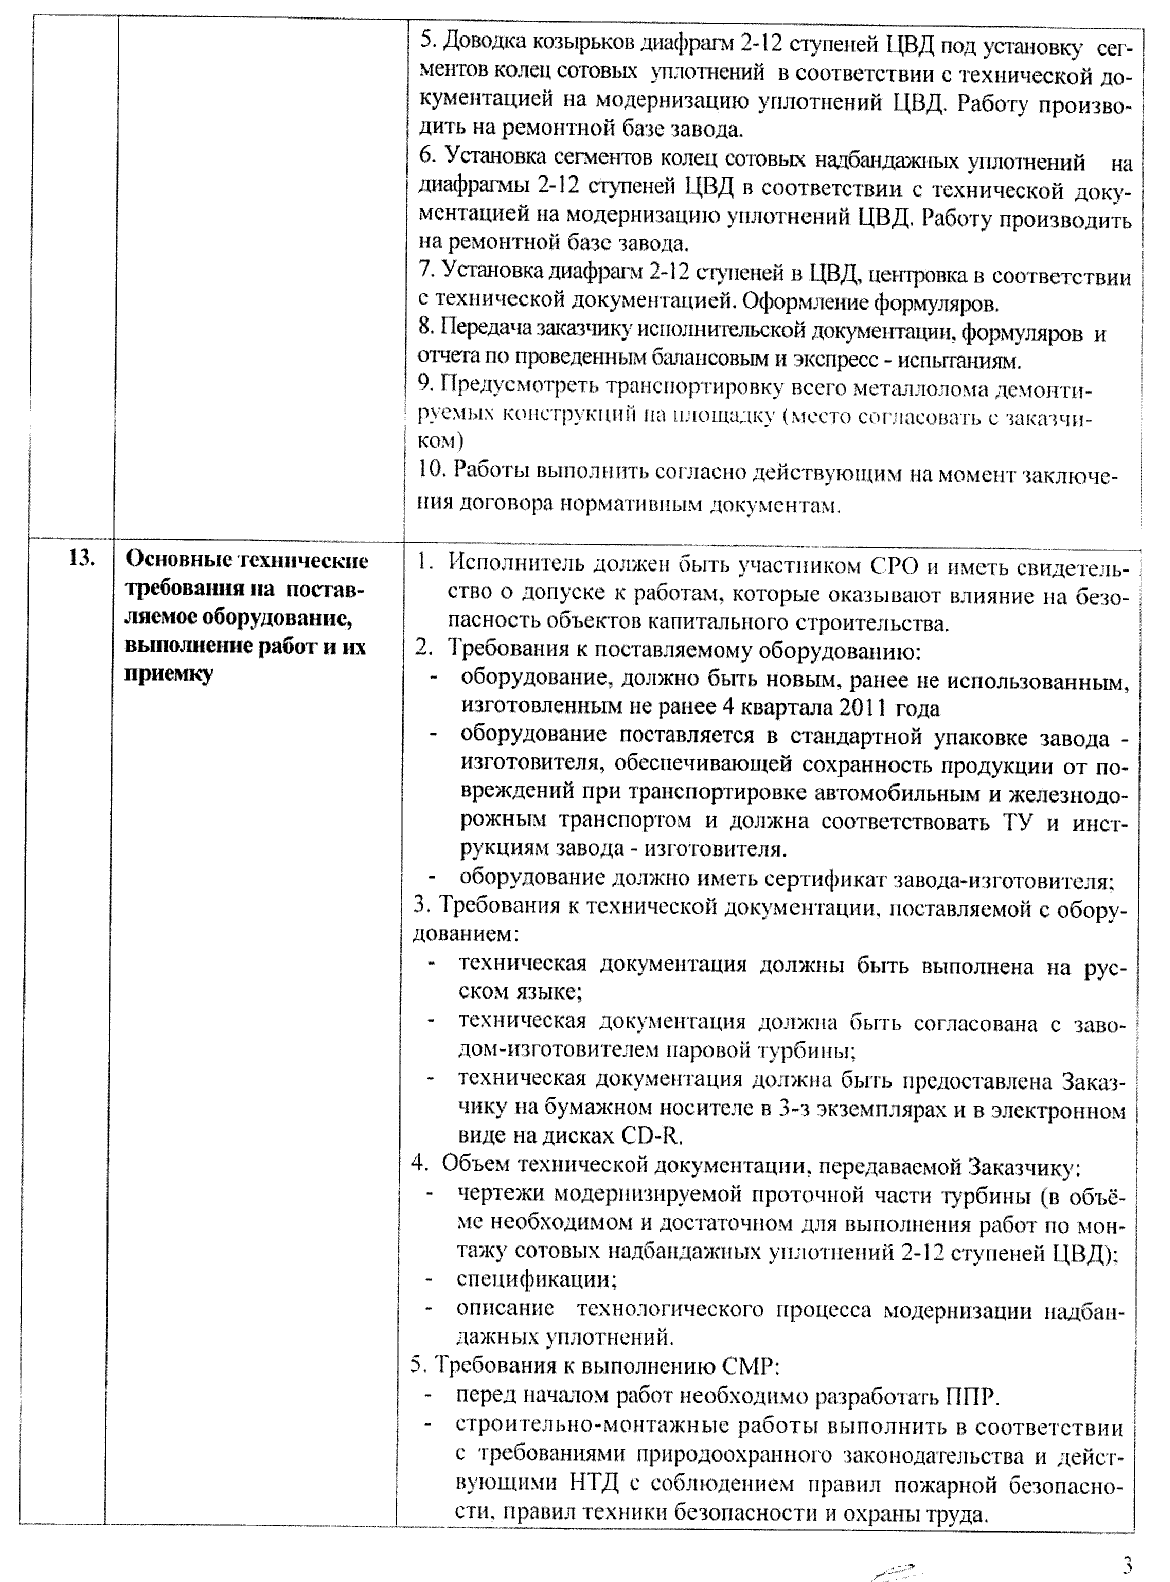 5. Доводка козырьков диафрагм 2-12 ступеней ЦВД под установку сег-
ментов колец сотовых уплотнений в соответствии с технической до-
кументацией на модернизацию уплотнений ЦВД. Работу произво-
дить на ремонтной базе завода.
6. Установка сегментов колец сотовых надбандажных уплотнений на
диафрагмы 2-12 ступеней ЦВД в соответствии с технической доку-
ментацией на модернизацию уплотнений ЦВД. Работу производить
на ремонтной базе завода.
7. Установка диафрагм 2-12 ступеней в ЦВД, центровка в соответствии
с технической документацией. Оформление формуляров.
8. Передача заказчику исполнительской документации, формуляров и
отчета по проведенным балансовым и экспресс - испытаниям.
9. Предусмотреть транспортировку всего металлолома демонти-
руемых конструкций на площадку (место согласовать с заказчи-
ком)
10. Работы выполнить согласно действующим на момент заключе-
ния договора нормативным документам.
13.
Основные технические
требования на постав-
ляемое оборудование,
выполнение работ и их
приемку
1. Исполнитель должен быть участником СРО и иметь свидетель-
ство о допуске к работам, которые оказывают влияние на безо-
пасность объектов капитального строительства.
2. Требования к поставляемому оборудованию:
- оборудование, должно быть новым, ранее не использованным,
изготовленным не ранее 4 квартала 2011 года
- оборудование поставляется в стандартной упаковке завода -
изготовителя, обеспечивающей сохранность продукции от по-
вреждений при транспортировке автомобильным и железнодо-
рожным транспортом и должна соответствовать ТУ и инст-
рукциям завода - изготовителя.
- оборудование должно иметь сертификат завода-изготовителя;
3. Требования к технической документации, поставляемой с обору-
дованием:
- техническая документация должны быть выполнена на рус-
ском языке;
- техническая документация должна быть согласована с заво-
дом-изготовителем паровой турбины;
- техническая документация должна быть предоставлена Заказ-
чику на бумажном носителе в 3-з экземплярах и в электронном
виде на дисках CD-R.
4. Объем технической документации, передаваемой Заказчику:
- чертежи модернизируемой проточной части турбины (в объё-
ме необходимом и достаточном для выполнения работ по мон-
тажу сотовых надбандажных уплотнений 2-12 ступеней ЦВД);
- спецификации;
- описание технологического процесса модернизации надбан-
дажных уплотнений.
5. Требования к выполнению СМР:
- перед началом работ необходимо разработать ППР.
- строительно-монтажные работы выполнить в соответствии
с требованиями природоохранного законодательства и дейст-
вующими НТД с соблюдением правил пожарной безопасно-
сти, правил техники безопасности и охраны труда.
3